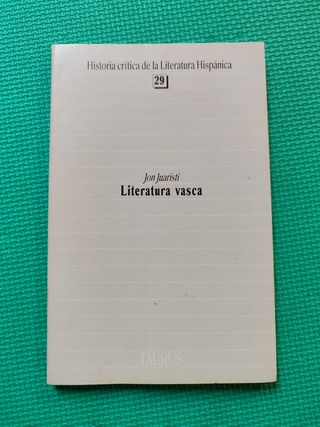 Historia crítica de la Literatura Hispánica
29
Jon Juaristi
Literatura vasca
TAURUS